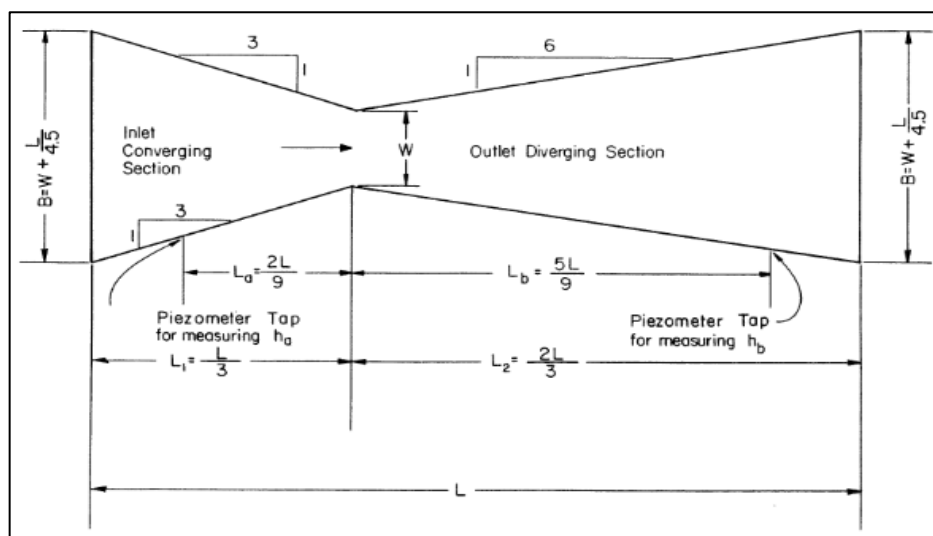 3
1
6
1
B=W+ L/4.5
Inlet
Converging
Section
W
Outlet Diverging Section
B=W+ L/4.5
3
1
La= 2L/9
Lb= 5L/9
Piezometer Tap
for measuring ha
Piezometer Tap
for measuring hb
L1= L/3
L2= 2L/3
L